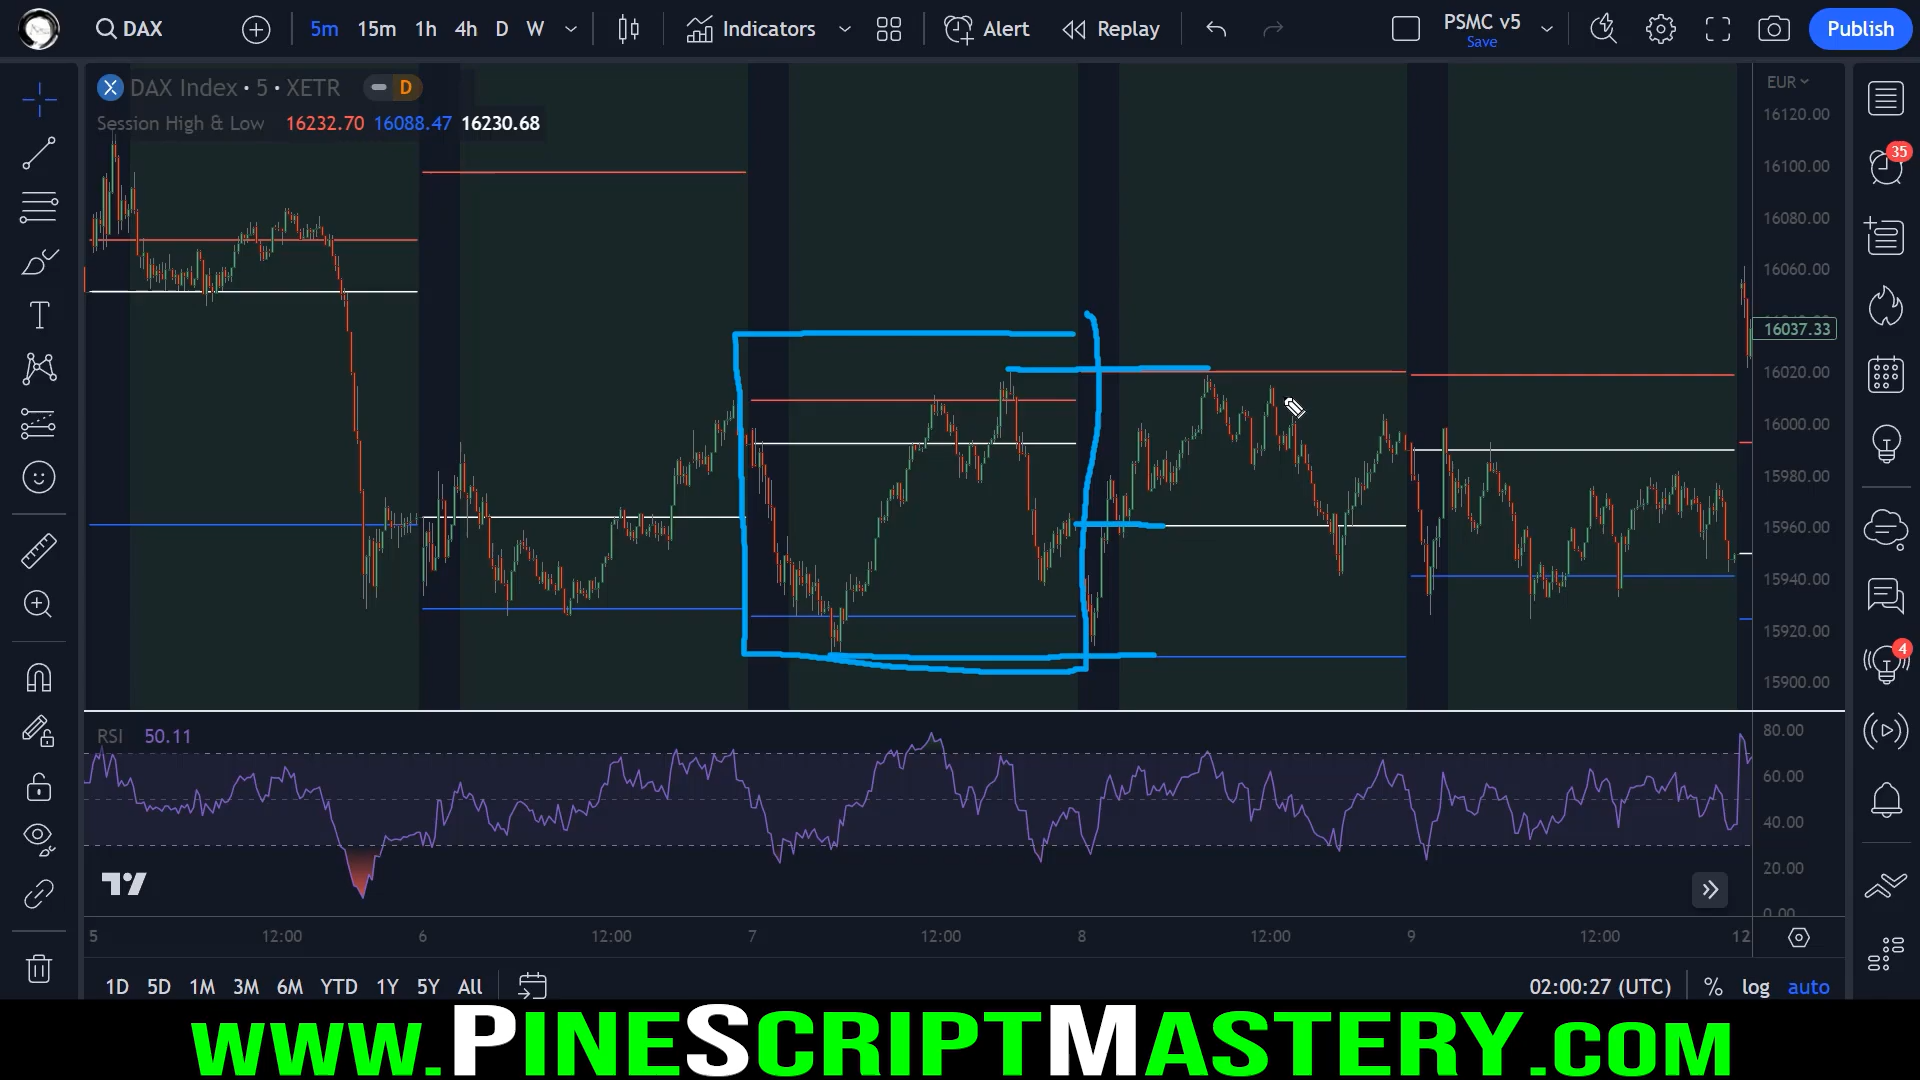 DAX 5m 15m 1h 4h D W Indicators Alert Replay PSMC v5 Publish
Save
DAX Index · 5 · XETR D EUR
Session High & Low 16232.70 16088.47 16230.68
16120.00
16100.00
35
16080.00
16060.00
16037.33
16020.00
16000.00
15980.00
15960.00
15940.00
15920.00
4
15900.00
RSI 50.11
80.00
60.00
40.00
20.00
0.00
5 12:00 6 12:00 7 12:00 8 12:00 9 12:00 12
1D 5D 1M 3M 6M YTD 1Y 5Y All 02:00:27 (UTC) % log auto
www.PineScriptMastery.com